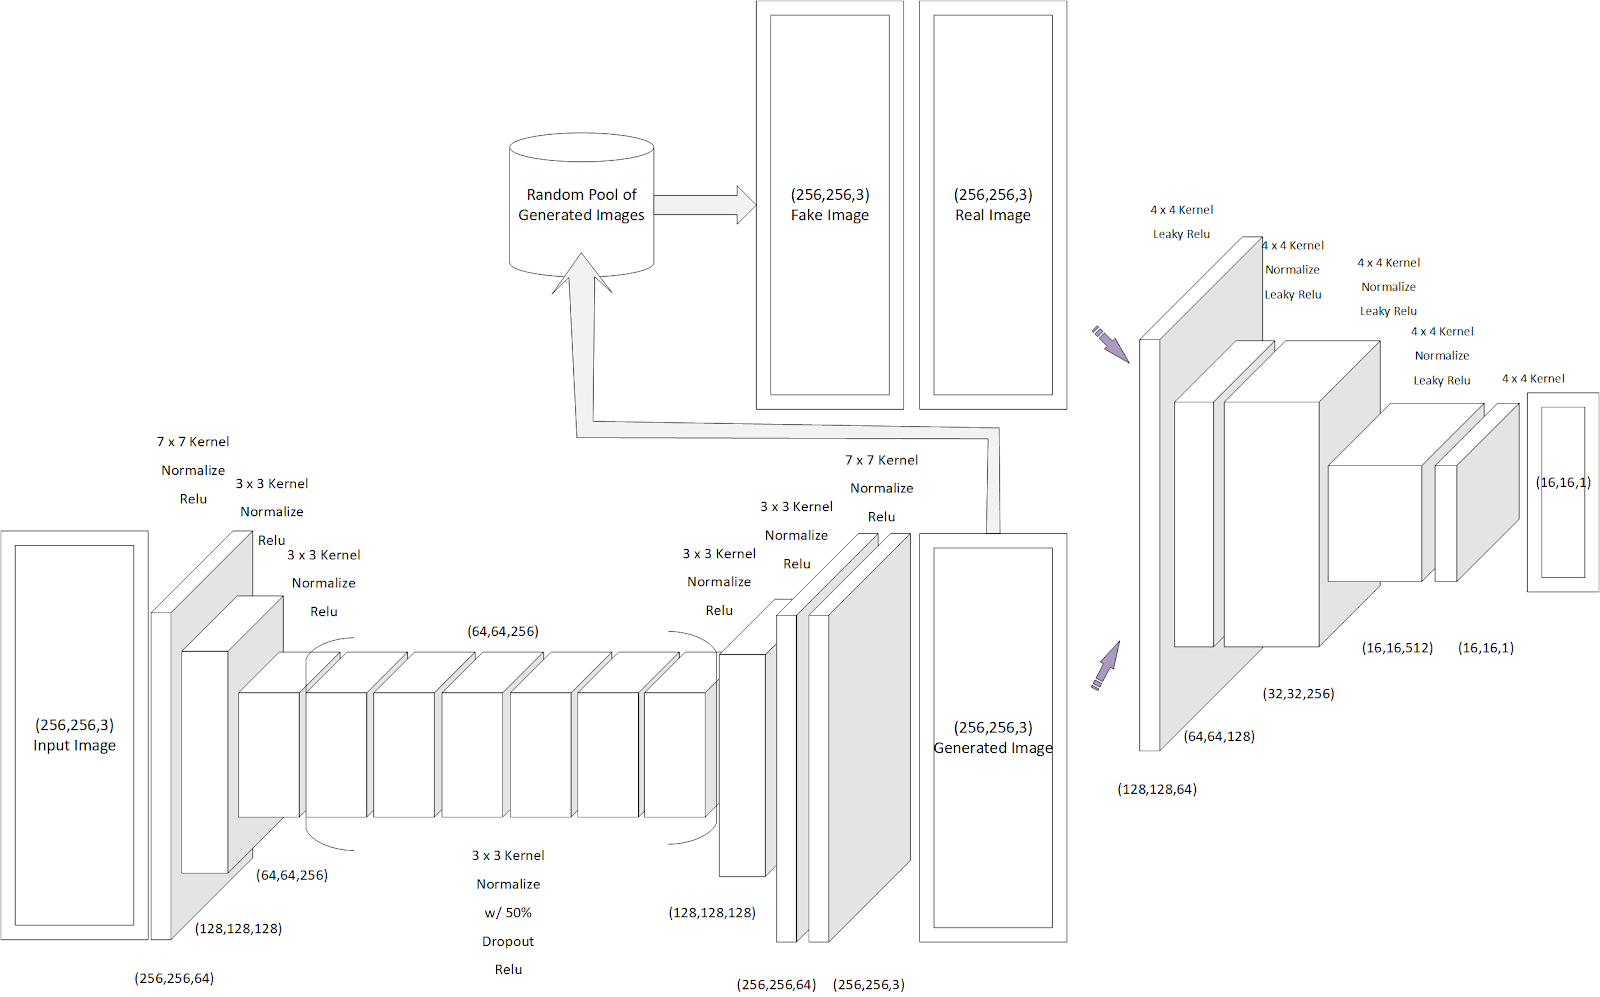 Random Pool of
Generated Images
(256,256,3)
Fake Image
(256,256,3)
Real Image
4 x 4 Kernel
Leaky Relu
4 x 4 Kernel
Normalize
Leaky Relu
4 x 4 Kernel
Normalize
Leaky Relu
4 x 4 Kernel
Normalize
Leaky Relu
4 x 4 Kernel
(16,16,1)
(16,16,512)
(16,16,1)
(32,32,256)
(64,64,128)
(128,128,64)
7 x 7 Kernel
Normalize
Relu
3 x 3 Kernel
Normalize
Relu
3 x 3 Kernel
Normalize
Relu
(64,64,256)
3 x 3 Kernel
Normalize
Relu
3 x 3 Kernel
Normalize
Relu
7 x 7 Kernel
Normalize
Relu
(256,256,3)
Input Image
(256,256,3)
Generated Image
(64,64,256)
(128,128,128)
(256,256,64)
3 x 3 Kernel
Normalize
w/ 50%
Dropout
Relu
(128,128,128)
(256,256,64)
(256,256,3)